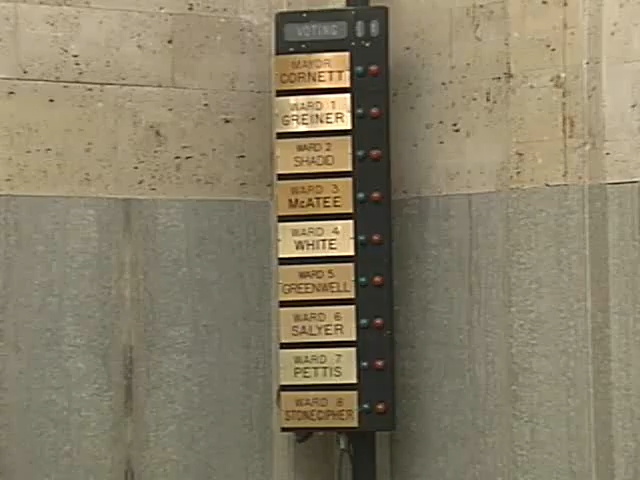 VOTING
MAYOR
CORNETT
WARD 1
GREINER
WARD 2
SHADID
WARD 3
McATEE
WARD 4
WHITE
WARD 5
GREENWELL
WARD 6
SALYER
WARD 7
PETTIS
WARD 8
STONECIPHER